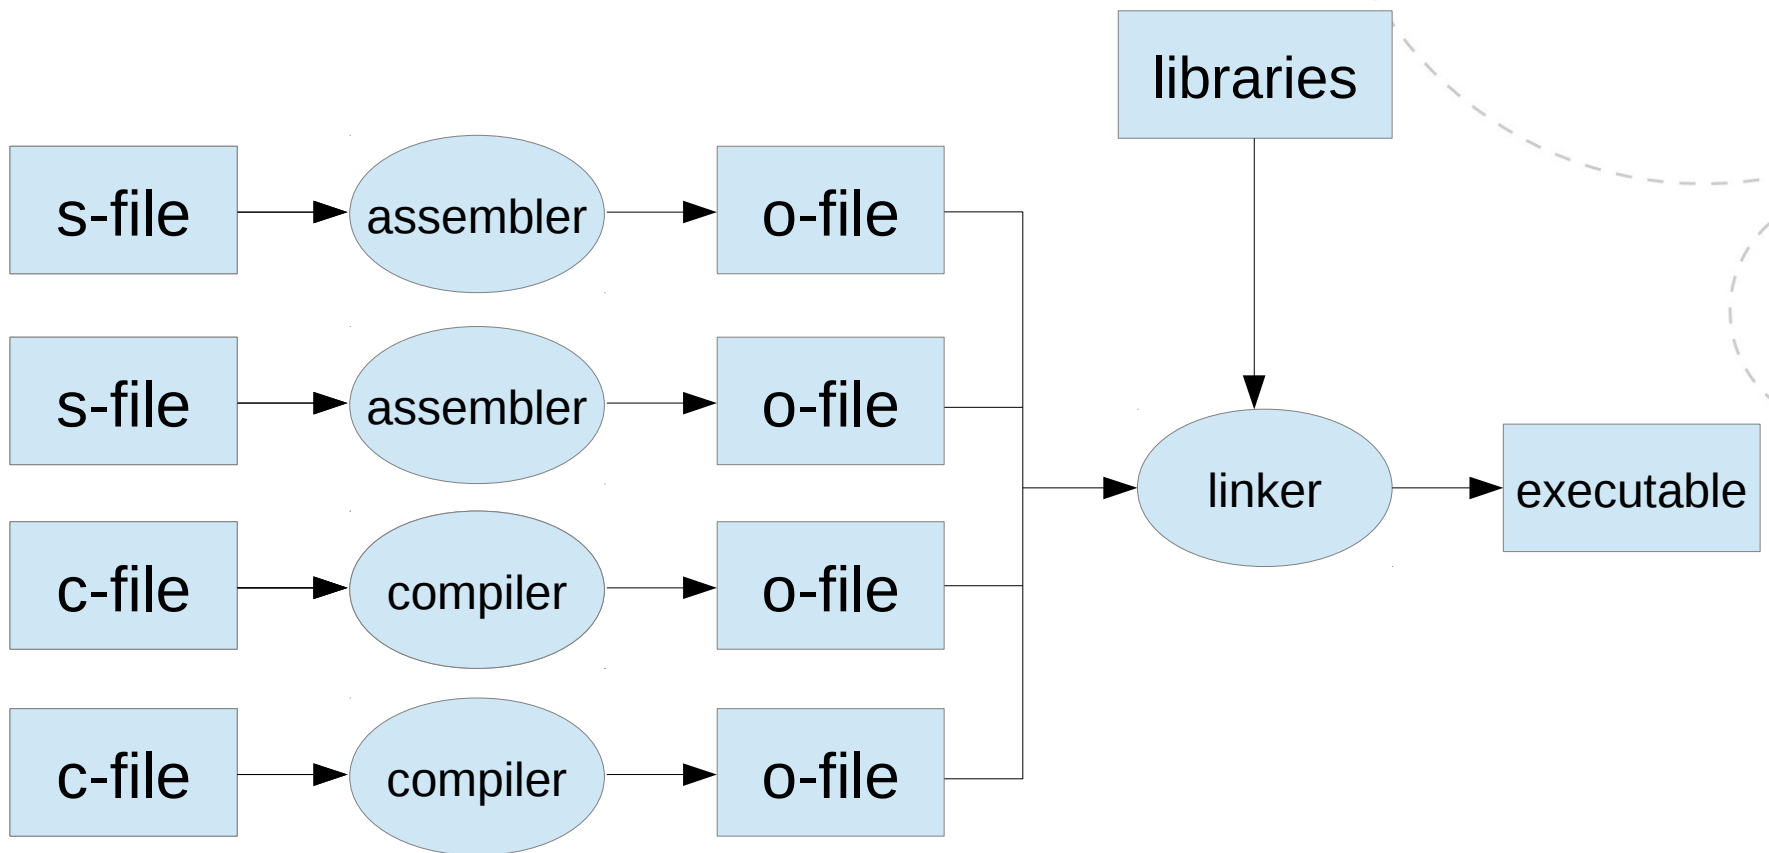 libraries
s-file
assembler
o-file
s-file
assembler
o-file
linker
executable
c-file
compiler
o-file
c-file
compiler
o-file